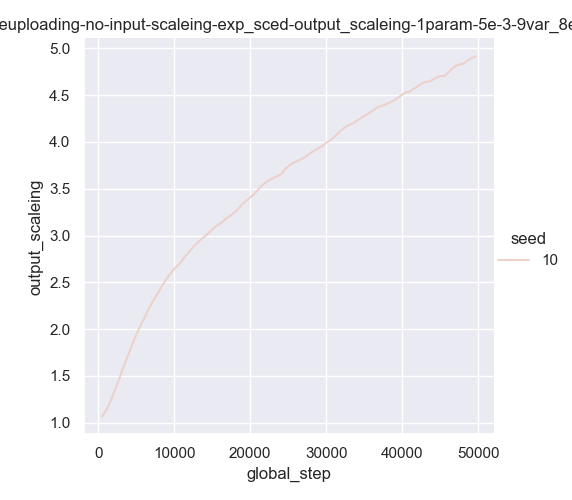 euploading-no-input-scaleing-exp_sced-output_scaleing-1param-5e-3-9var_8e
5.0
4.5
4.0
3.5
3.0
2.5
2.0
1.5
1.0
output_scaleing
0 10000 20000 30000 40000 50000
global_step
seed
10